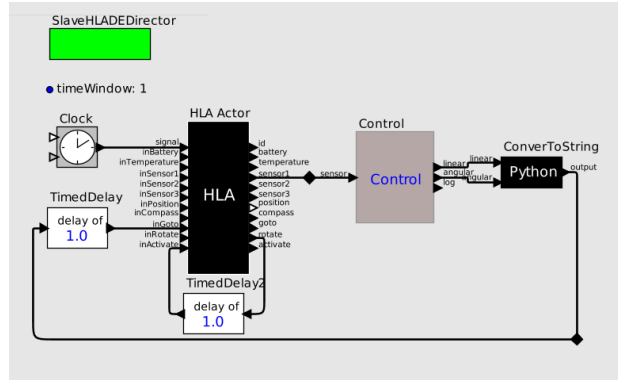 SlaveHLADEDirector
timeWindow: 1
Clock
HLA Actor
signal
inBattery
inTemperature
inSensor1
inSensor2
inSensor3
inPosition
inCompass
inGoto
inRotate
inActivate
HLA
id
battery
temperature
sensor1
sensor2
sensor3
position
compass
goto
rotate
activate
Control
sensor
Control
linear
angular
log
ConverToString
linear
angular
Python
output
TimedDelay
delay of
1.0
TimedDelay2
delay of
1.0